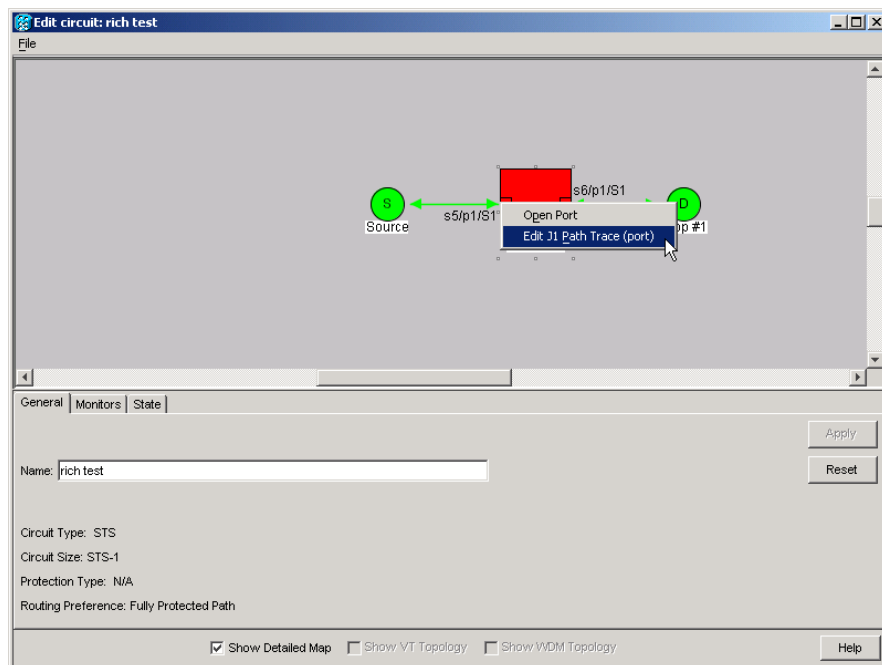 Edit circuit: rich test
File
s6/p1/S1
S
D
s5/p1/S1
Open Port
Source
op #1
Edit J1 Path Trace (port)
General
Monitors
State
Apply
Name:
rich test
Reset
Circuit Type: STS
Circuit Size: STS-1
Protection Type: N/A
Routing Preference: Fully Protected Path
Show Detailed Map
Show VT Topology
Show WDM Topology
Help